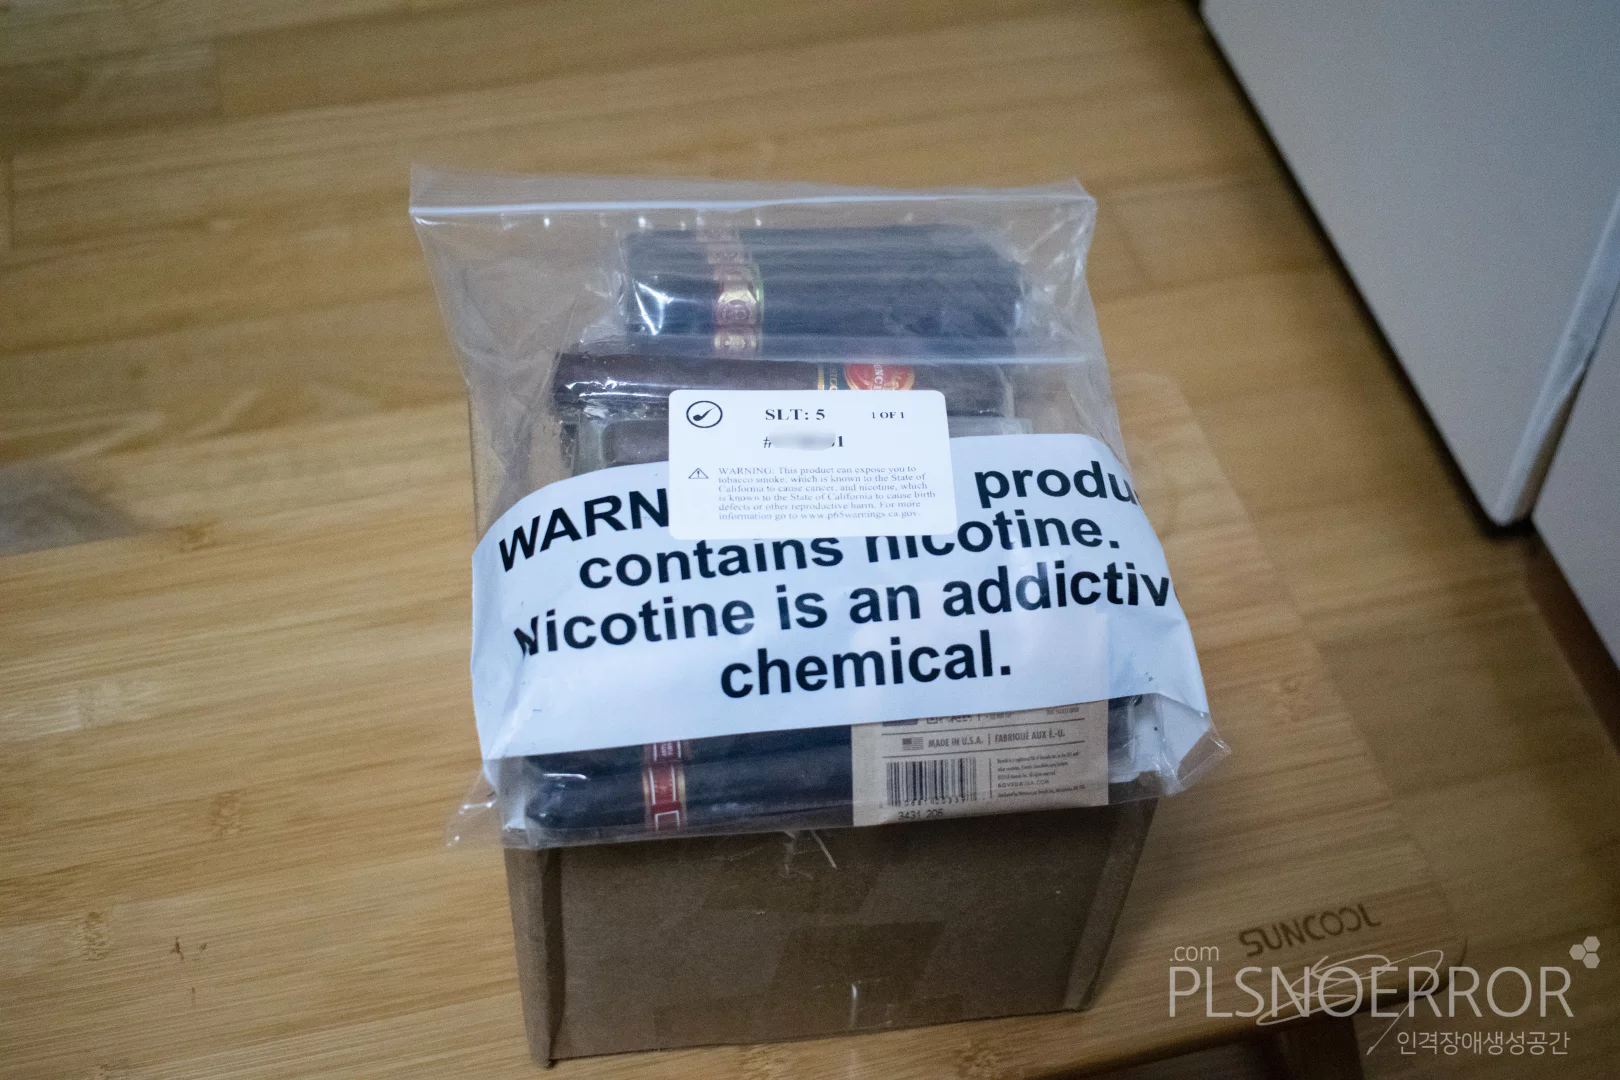 SLT: 5 1 OF 1
WARNING: This product can expose you to
tobacco smoke, which is known to the State of
California to cause cancer, and nicotine, which
is known to the State of California to cause birth
defects or other reproductive harm. For more
information go to www.p65warnings.ca.gov.
WARN produ
contains nicotine.
Nicotine is an addictiv
chemical.
MADE IN U.S.A. | FABRIQUÉ AUX É.-U.
3431 205
SUNCOOL
.com
PLSNOERROR
인격장애생성공간